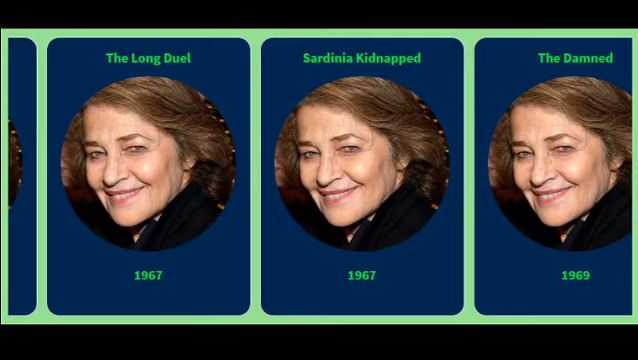 The Long Duel
1967
Sardinia Kidnapped
1967
The Damned
1969